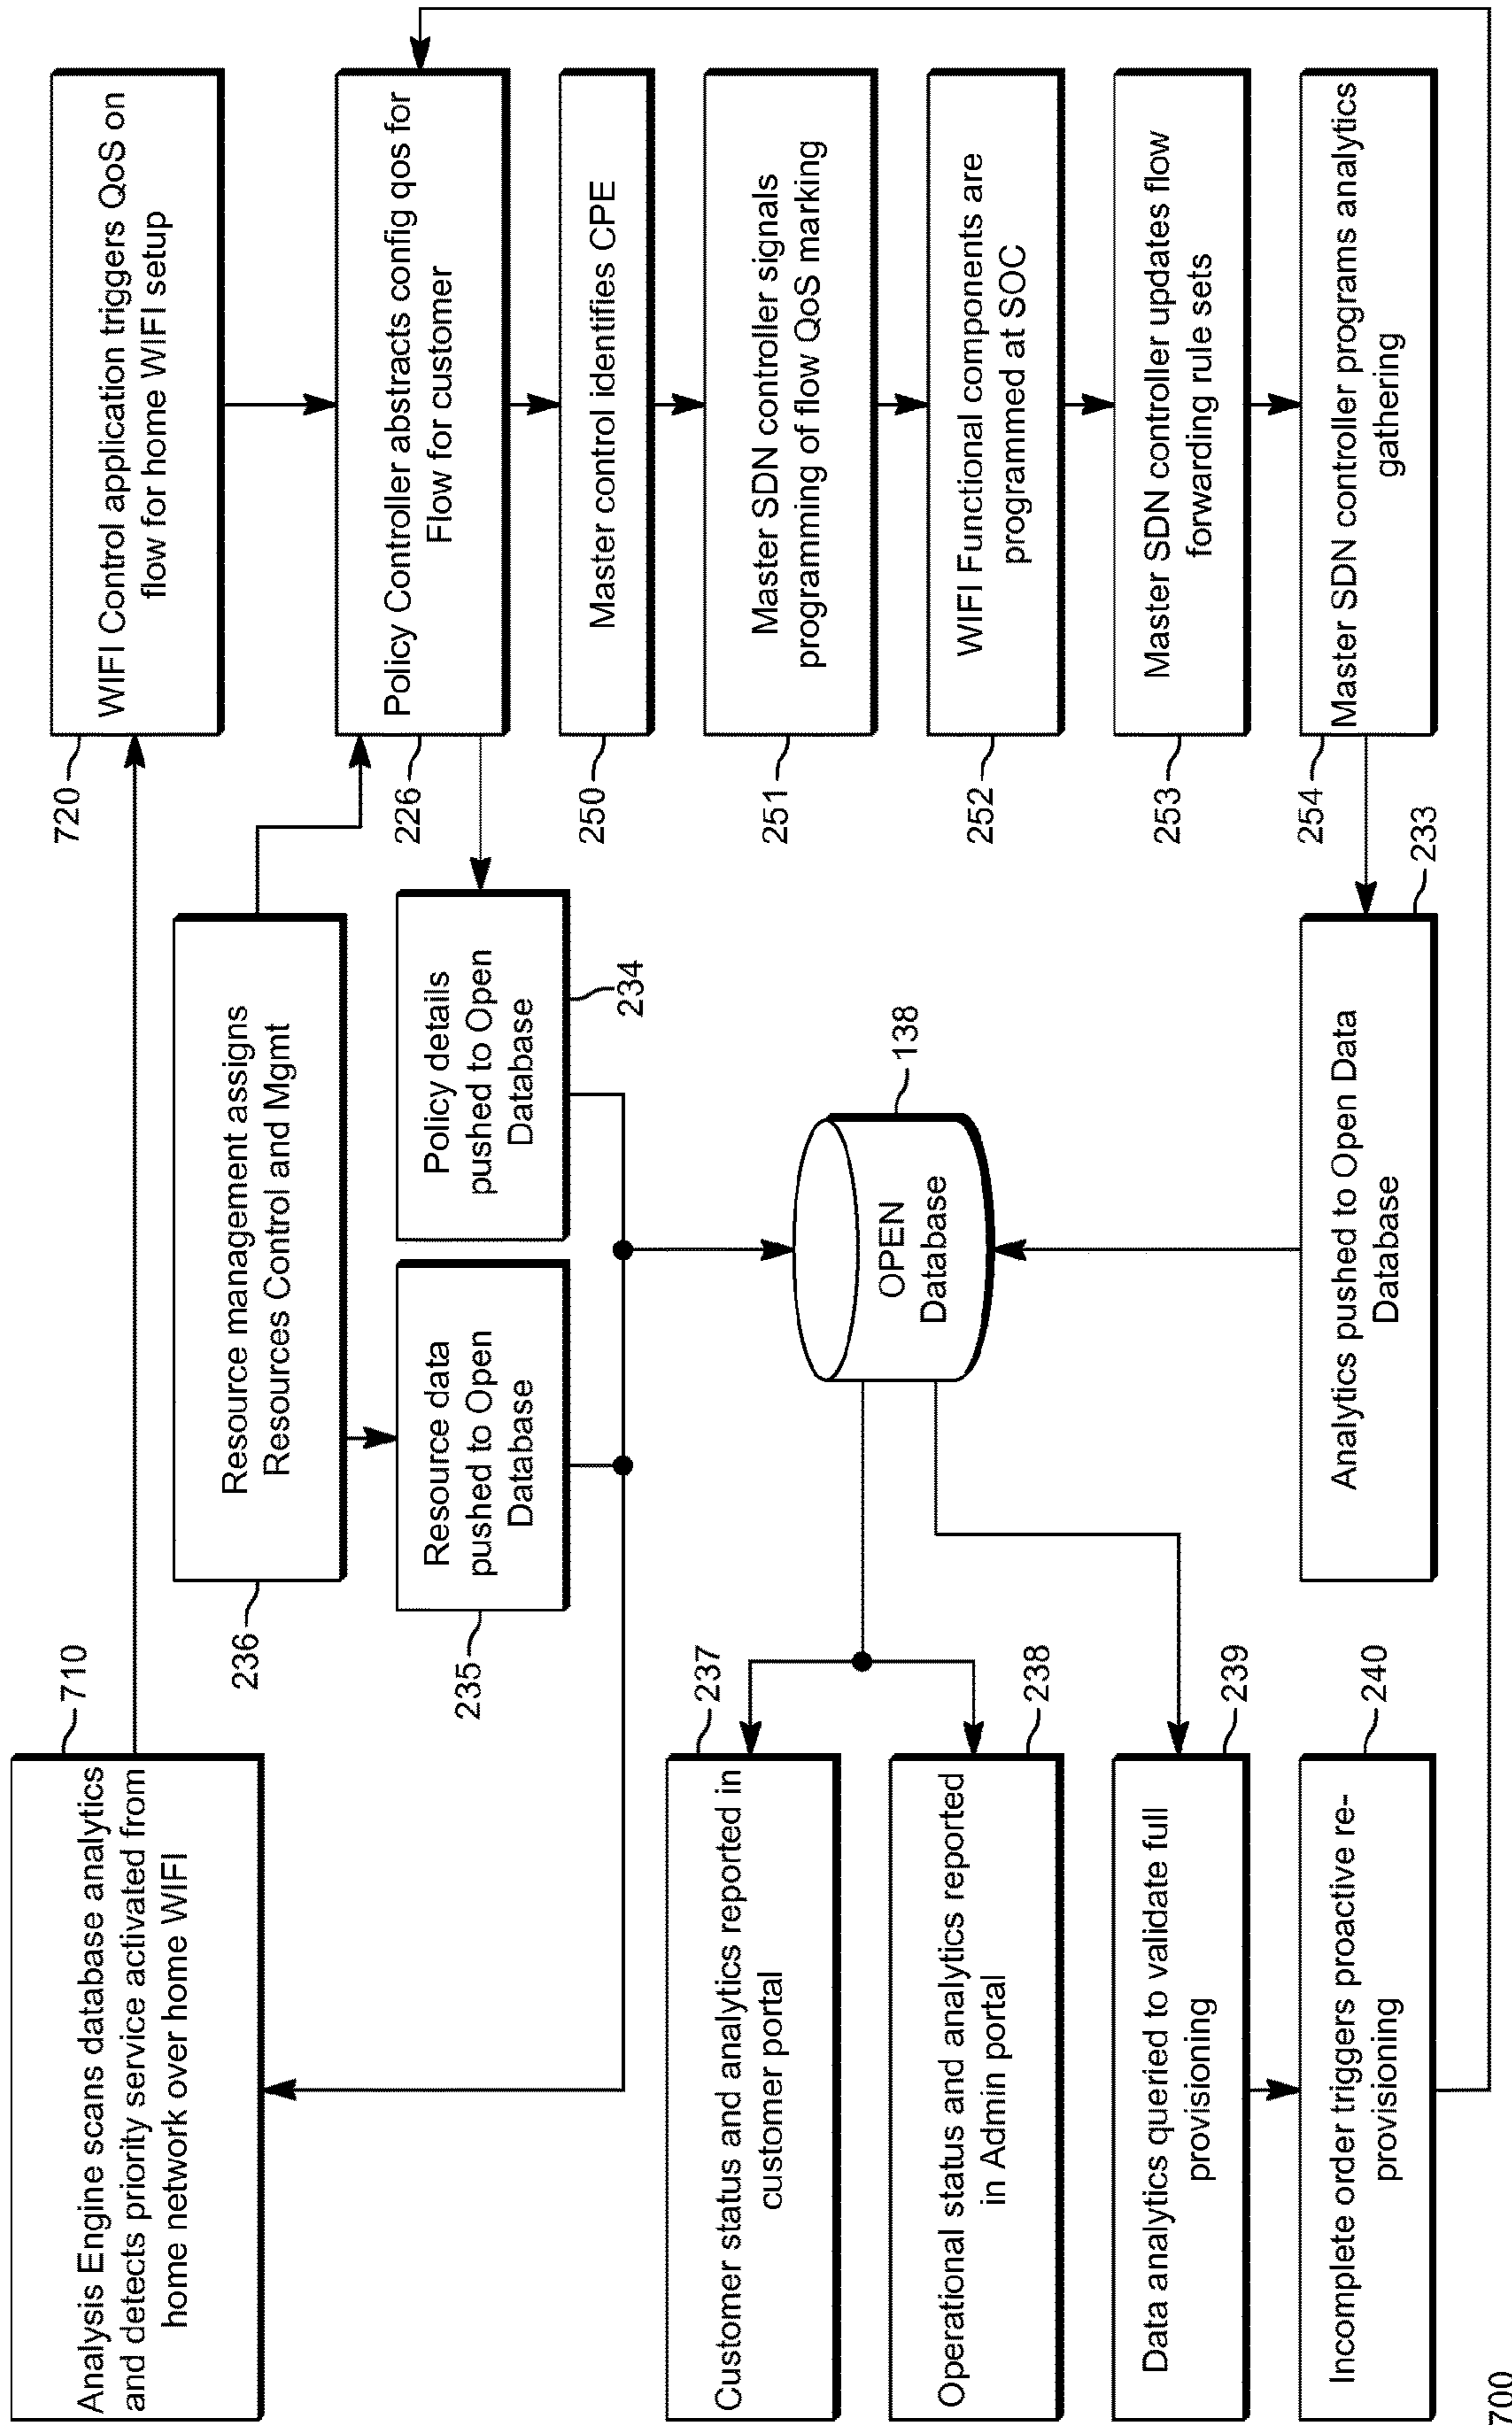 710
Analysis Engine scans database analytics
and detects priority service activated from
home network over home WIFI
720
WIFI Control application triggers QoS on
flow for home WIFI setup
236
Resource management assigns
Resources Control and Mgmt
226
Policy Controller abstracts config qos for
Flow for customer
235
Resource data
pushed to Open
Database
Policy details
pushed to Open
Database
234
250
Master control identifies CPE
237
Customer status and analytics reported in
customer portal
OPEN
Database
138
251
Master SDN controller signals
programming of flow QoS marking
238
Operational status and analytics reported
in Admin portal
252
WIFI Functional components are
programmed at SOC
239
Data analytics queried to validate full
provisioning
253
Master SDN controller updates flow
forwarding rule sets
240
Incomplete order triggers proactive re-
provisioning
233
Analytics pushed to Open Data
Database
254
Master SDN controller programs analytics
gathering
700